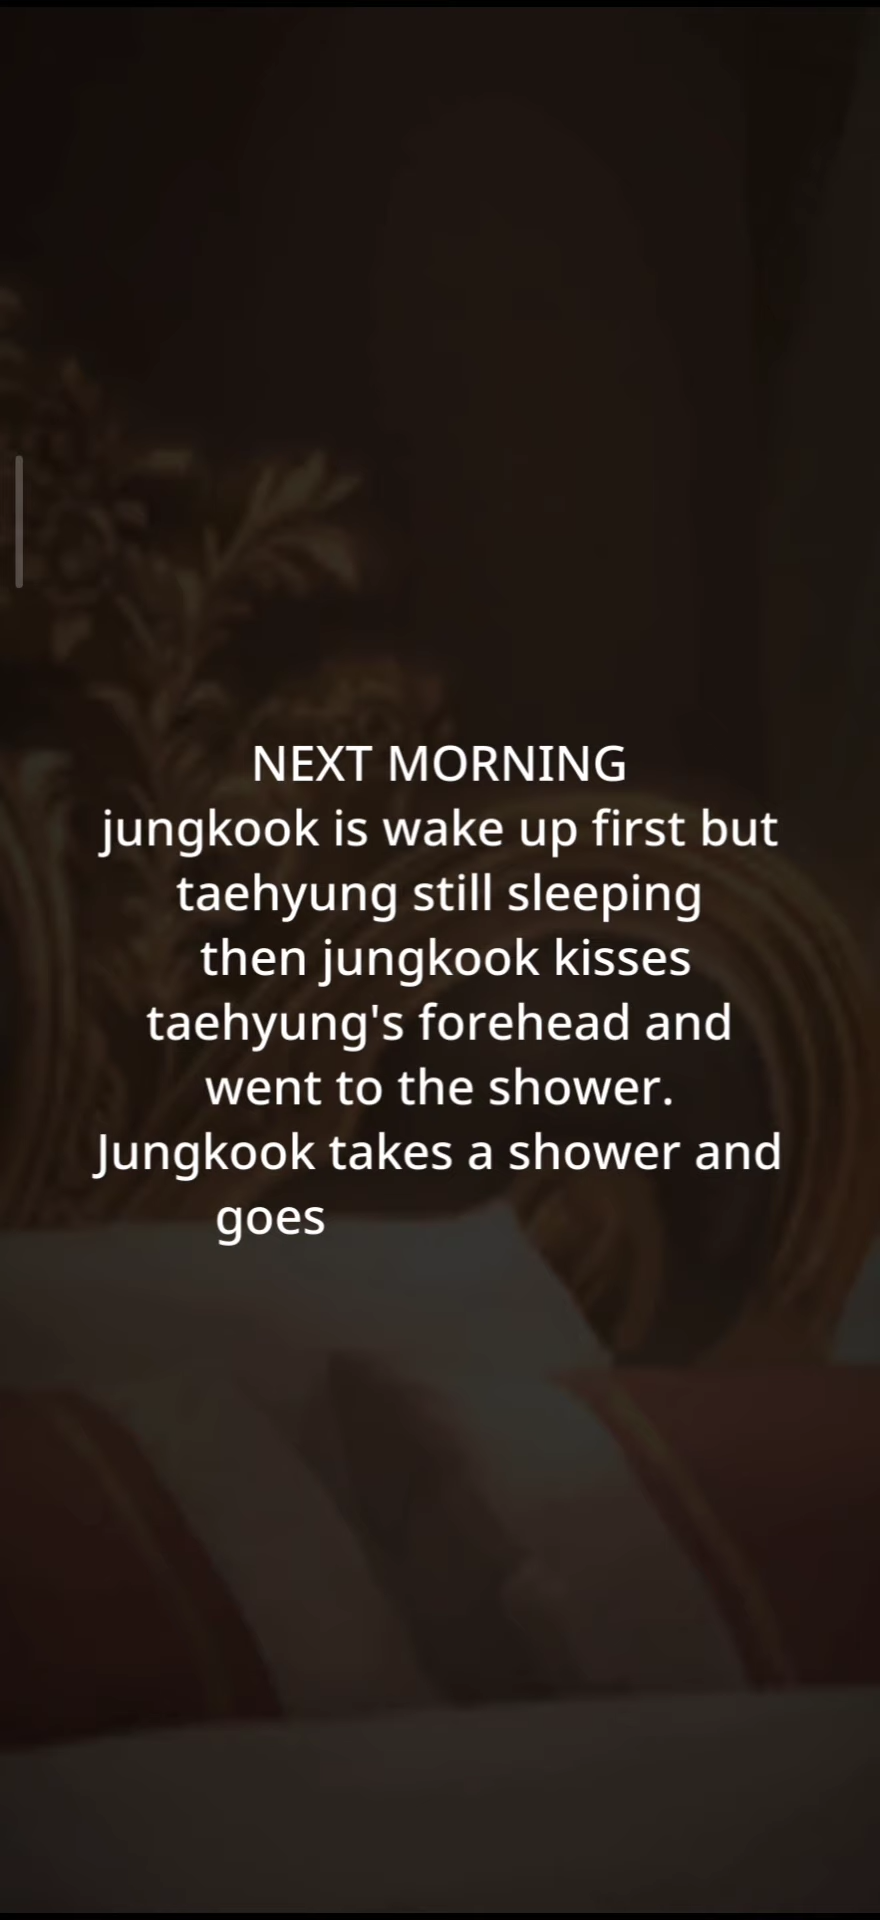 NEXT MORNING
jungkook is wake up first but
taehyung still sleeping
then jungkook kisses
taehyung's forehead and
went to the shower.
Jungkook takes a shower and
goes